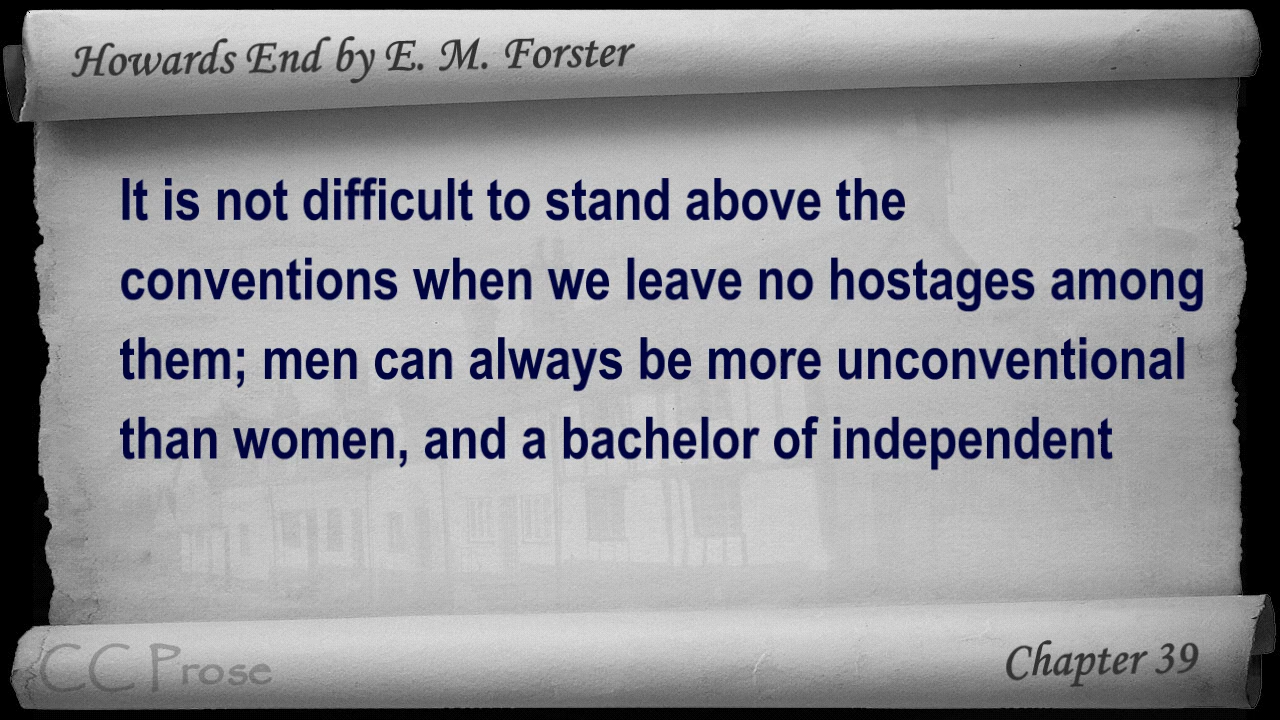 Howards End by E. M. Forster
It is not difficult to stand above the
conventions when we leave no hostages among
them; men can always be more unconventional
than women, and a bachelor of independent
CC Prose
Chapter 39